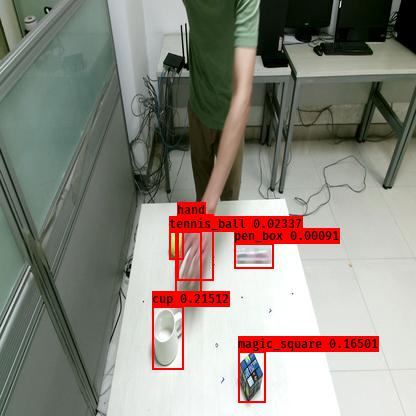 hand
tennis_ball 0.02337
pen_box 0.00091
cup 0.21512
magic_square 0.16501